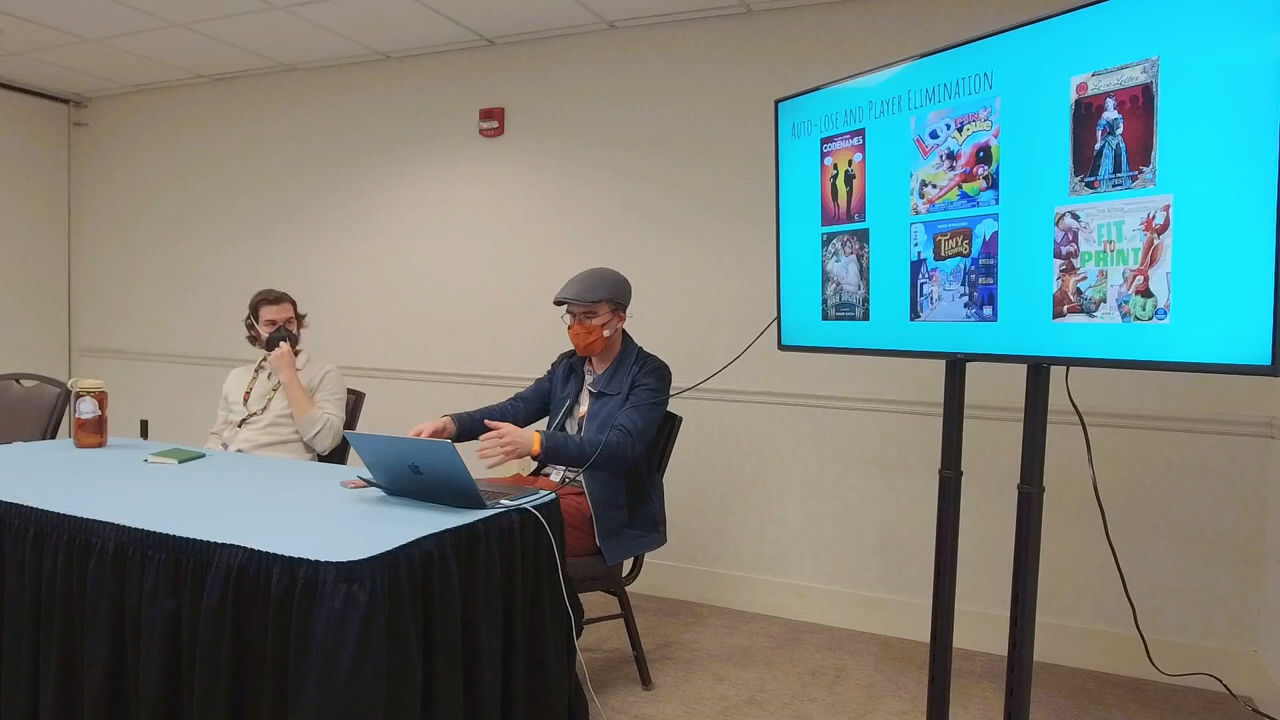 AUTO-LOSE AND PLAYER ELIMINATION
CODENAMES
LOOPIN'
Louie
Love Letter
TINY
TOWNS
FIT
TO
PRINT